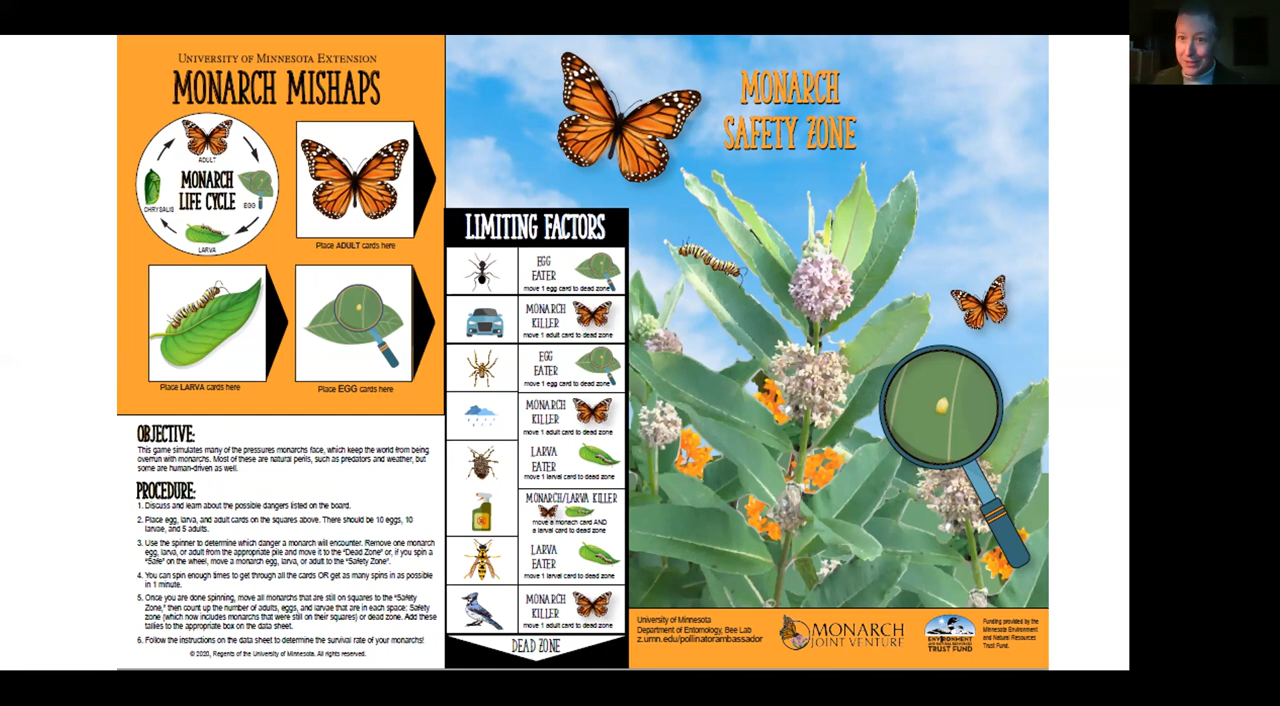 UNIVERSITY OF MINNESOTA EXTENSION
MONARCH MISHAPS
ADULT
MONARCH
LIFE CYCLE
CHRYSALIS
EGG
LARVA
Place ADULT cards here
Place LARVA cards here
Place EGG cards here
OBJECTIVE:
This game simulates many of the pressures monarchs face, which keep the world from being
overrun with monarchs. Most of these are natural perils, such as predators and weather, but
some are human-driven as well.
PROCEDURE:
1. Discuss and learn about the possible dangers listed on the board.
2. Place egg, larva, and adult cards on the squares above. There should be 10 eggs, 10
larvae, and 5 adults.
3. Use the spinner to determine which danger a monarch will encounter. Remove one monarch
egg, larva, or adult from the appropriate pile and move it to the "Dead Zone" or, if you spin a
"Safe" on the wheel, move a monarch egg, larva, or adult to the "Safety Zone".
4. You can spin enough times to get through all the cards OR get as many spins in as possible
in 1 minute.
5. Once you are done spinning, move all monarchs that are still on squares to the "Safety
Zone," then count up the number of adults, eggs, and larvae that are in each space: Safety
zone (which now includes monarchs that were still on their squares) or dead zone. Add these
tallies to the appropriate box on the data sheet.
6. Follow the instructions on the data sheet to determine the survival rate of your monarchs!
© 2020, Regents of the University of Minnesota. All rights reserved.
LIMITING FACTORS
EGG
EATER
move 1 egg card to dead zone
MONARCH
KILLER
move 1 adult card to dead zone
EGG
EATER
move 1 egg card to dead zone
MONARCH
KILLER
move 1 adult card to dead zone
LARVA
EATER
move 1 larval card to dead zone
MONARCH/LARVA KILLER
move a monach card AND
a larval card to dead zone
LARVA
EATER
move 1 larval card to dead zone
MONARCH
KILLER
move 1 adult card to dead zone
DEAD ZONE
MONARCH
SAFETY ZONE
University of Minnesota
Department of Entomology, Bee Lab
z.umn.edu/pollinatorambassador
MONARCH
JOINT VENTURE
ENVIRONMENT
AND NATURAL RESOURCES
TRUST FUND
Funding provided by the
Minnesota Environment
and Natural Resources
Trust Fund.